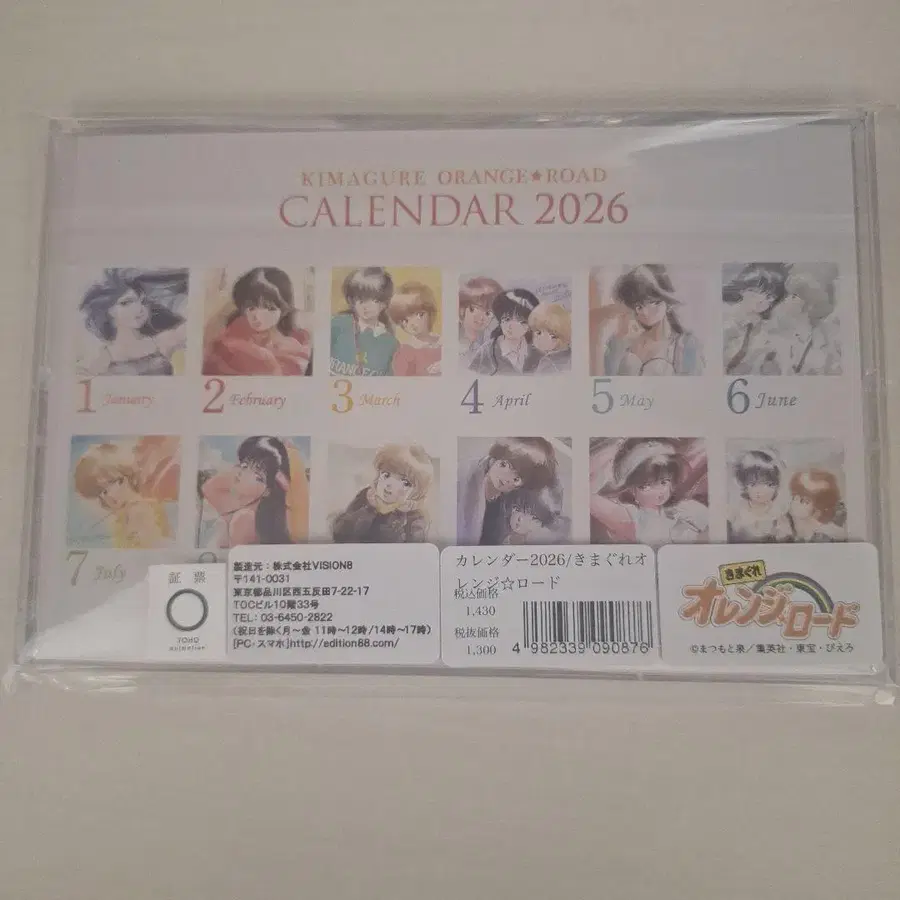 KIMAGURE ORANGE★ROAD
CALENDAR 2026
1 January
2 February
3 March
4 April
5 May
6 June
7 July
証票
TOHO
animation
製造元:株式会社VISION8
〒141-0031
東京都品川区西五反田7-22-17
TOCビル10階33号
TEL: 03-6450-2822
(祝日を除く月~金 11時~12時/14時~17時)
[PC・スマホ]http://edition88.com/
カレンダー2026/きまぐれオ
レンジ☆ロード
税込価格
1,430
税抜価格
1,300
4 982339 090876
きまぐれ
オレンジ☆ロード
©まつもと泉/集英社・東宝・ぴえろ